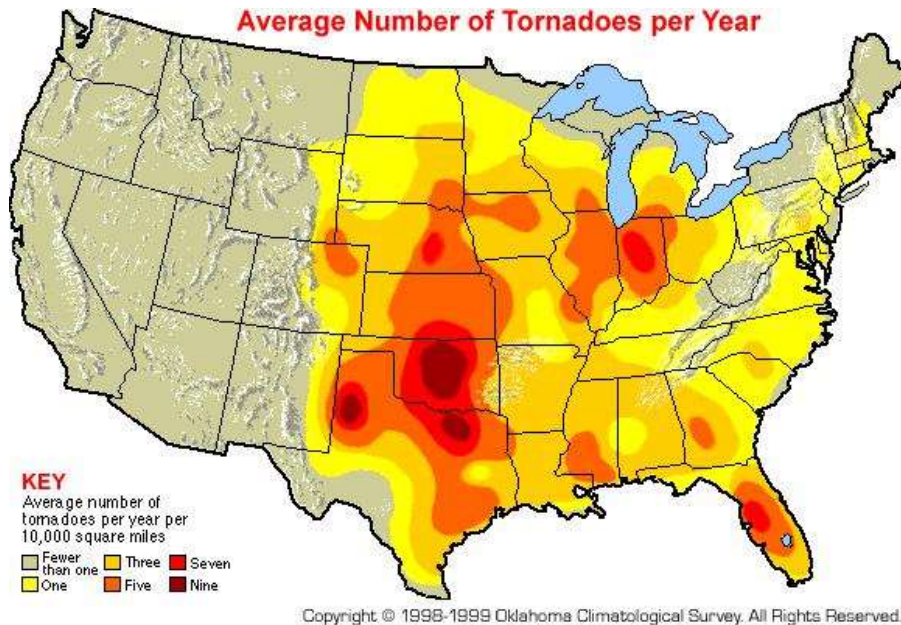 Average Number of Tornadoes per Year
KEY
Average number of
tornadoes per year per
10,000 square miles
Fewer than one
Three
Seven
One
Five
Nine
Copyright © 1998-1999 Oklahoma Climatological Survey. All Rights Reserved.